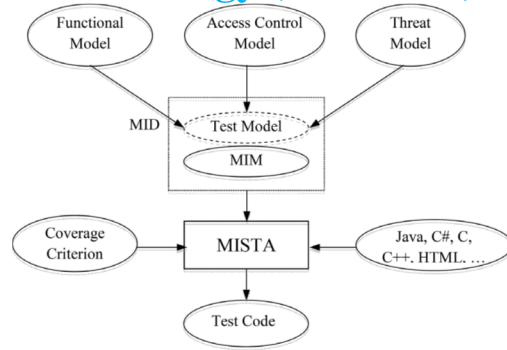 Functional
Model
Access Control
Model
Threat
Model
MID
Test Model
MIM
Coverage
Criterion
MISTA
Java, C#, C,
C++. HTML. …
Test Code